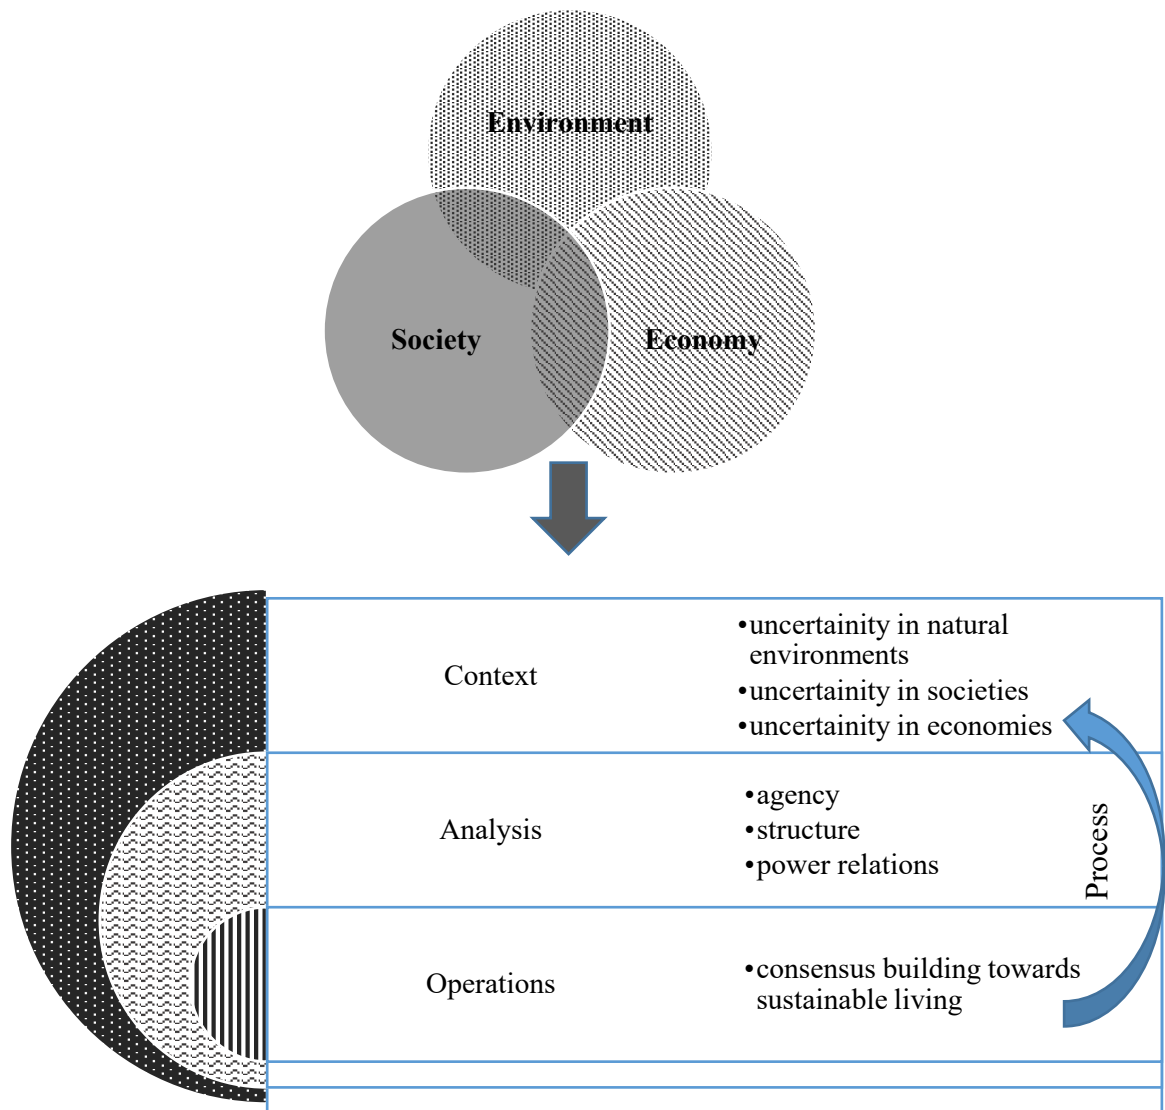 Environment
Society
Economy
Context
•uncertainity in natural
environments
•uncertainity in societies
•uncertainity in economies
Analysis
•agency
•structure
•power relations
Process
Operations
•consensus building towards
sustainable living